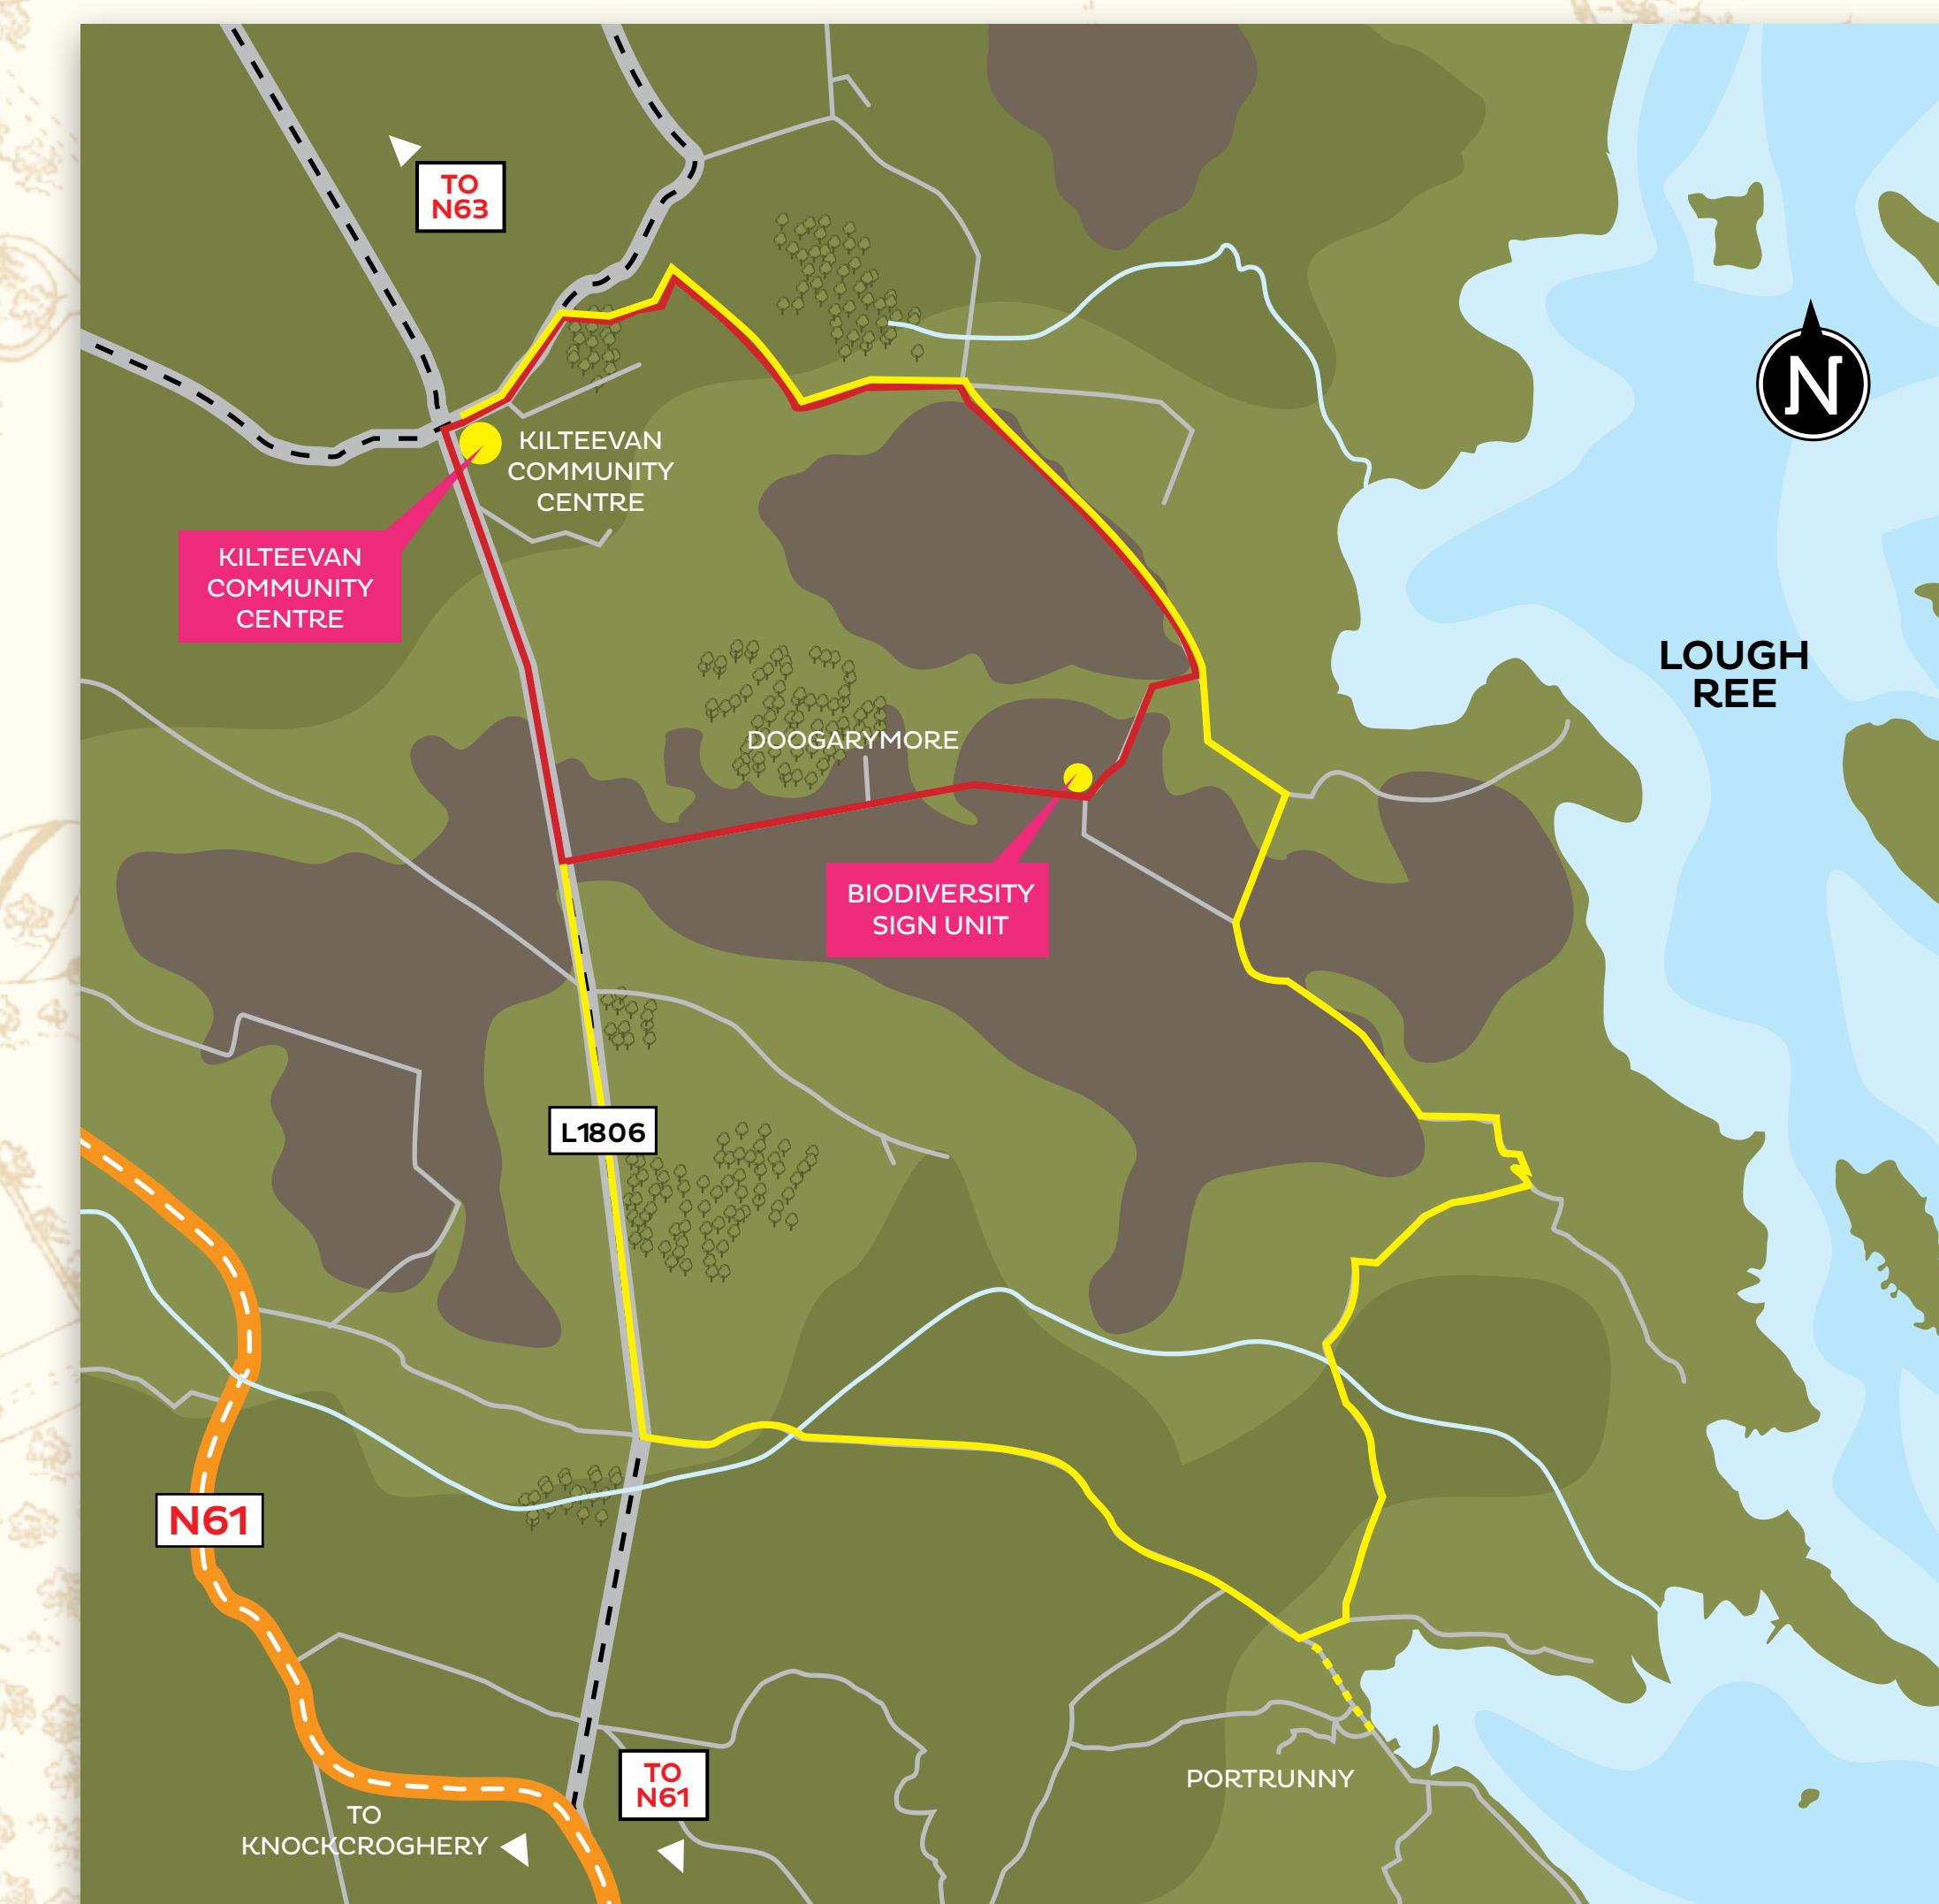 TO
N63
N
KILTEEVAN
COMMUNITY
CENTRE
KILTEEVAN
COMMUNITY
CENTRE
LOUGH
REE
DOOGARYMORE
BIODIVERSITY
SIGN UNIT
L1806
N61
TO
N61
PORTRUNNY
TO
KNOCKCROGHERY